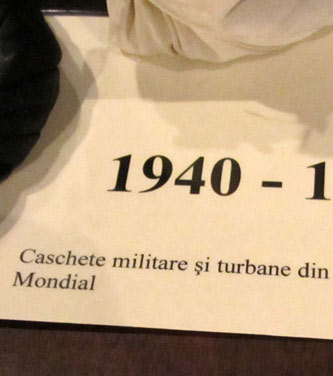 1940 - 1
Caschete militare şi turbane din
Mondial